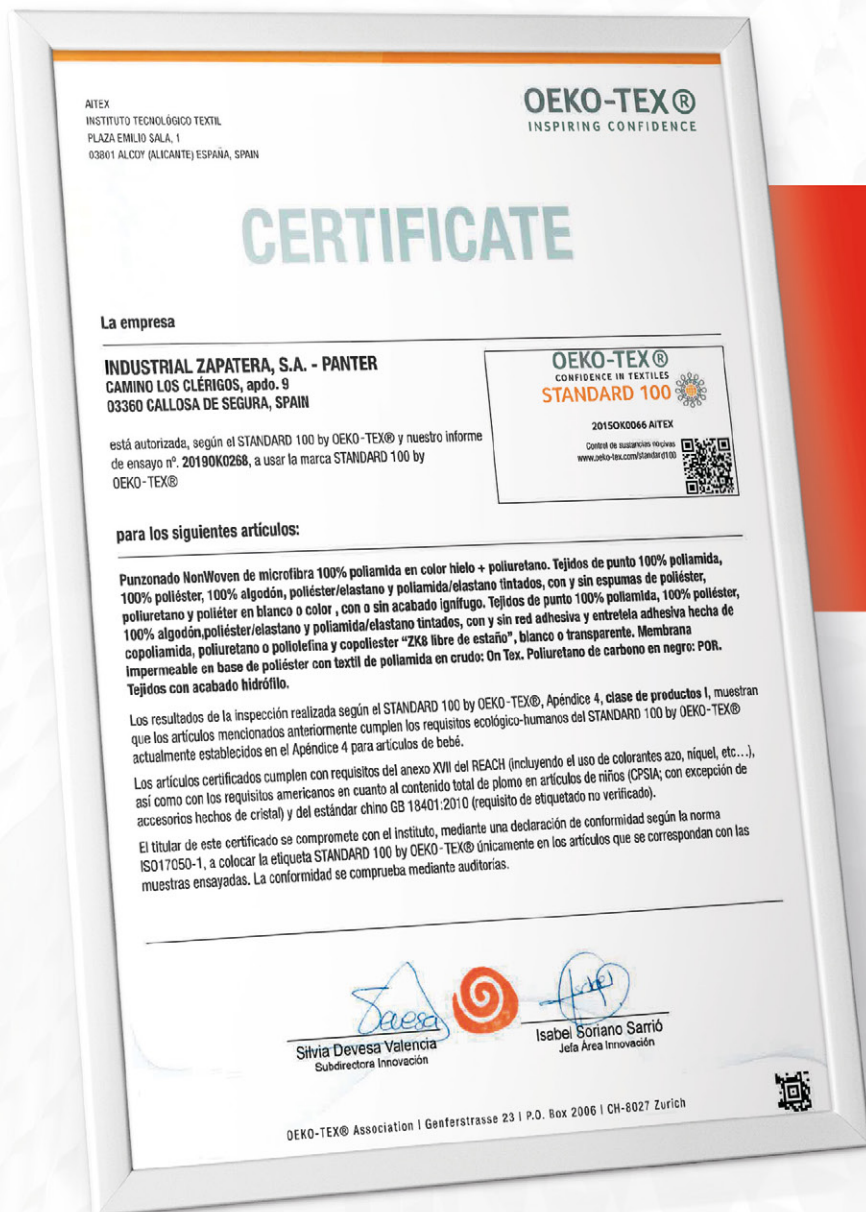 AITEX
INSTITUTO TECNOLÓGICO TEXTIL
PLAZA EMILIO SALA, 1
03801 ALCOY (ALICANTE) ESPAÑA, SPAIN
OEKO-TEX®
INSPIRING CONFIDENCE
CERTIFICATE
La empresa
INDUSTRIAL ZAPATERA, S.A. - PANTER
CAMINO LOS CLÉRIGOS, apdo. 9
03360 CALLOSA DE SEGURA, SPAIN
está autorizada, según el STANDARD 100 by OEKO-TEX® y nuestro informe
de ensayo nº. 2019OK0268, a usar la marca STANDARD 100 by
OEKO-TEX®
OEKO-TEX®
CONFIDENCE IN TEXTILES
STANDARD 100
2015OK0066 AITEX
Control de sustancias nocivas
www.oeko-tex.com/standard100
para los siguientes artículos:
Punzonado NonWoven de microfibra 100% poliamida en color hielo + poliuretano. Tejidos de punto 100% poliamida,
100% poliéster, 100% algodón, poliéster/elastano y poliamida/elastano tintados, con y sin espumas de poliéster,
poliuretano y poliéter en blanco o color , con o sin acabado ignífugo. Tejidos de punto 100% poliamida, 100% poliéster,
100% algodón,poliéster/elastano y poliamida/elastano tintados, con y sin red adhesiva y entretela adhesiva hecha de
copoliamida, poliuretano o poliolefina y copoliester “ZK8 libre de estaño”, blanco o transparente. Membrana
impermeable en base de poliéster con textil de poliamida en crudo: On Tex. Poliuretano de carbono en negro: POR.
Tejidos con acabado hidrófilo.
Los resultados de la inspección realizada según el STANDARD 100 by OEKO-TEX®, Apéndice 4, clase de productos I, muestran
que los artículos mencionados anteriormente cumplen los requisitos ecológico-humanos del STANDARD 100 by OEKO-TEX®
actualmente establecidos en el Apéndice 4 para artículos de bebé.
Los artículos certificados cumplen con requisitos del anexo XVII del REACH (incluyendo el uso de colorantes azo, níquel, etc...),
así como con los requisitos americanos en cuanto al contenido total de plomo en artículos de niños (CPSIA; con excepción de
accesorios hechos de cristal) y del estándar chino GB 18401:2010 (requisito de etiquetado no verificado).
El titular de este certificado se compromete con el instituto, mediante una declaración de conformidad según la norma
ISO17050-1, a colocar la etiqueta STANDARD 100 by OEKO-TEX® únicamente en los artículos que se correspondan con las
muestras ensayadas. La conformidad se comprueba mediante auditorías.
Devesa
Isabel
Silvia Devesa Valencia
Subdirectora Innovación
Isabel Soriano Sarrió
Jefa Área Innovación
OEKO-TEX® Association | Genferstrasse 23 | P.O. Box 2006 | CH-8027 Zurich